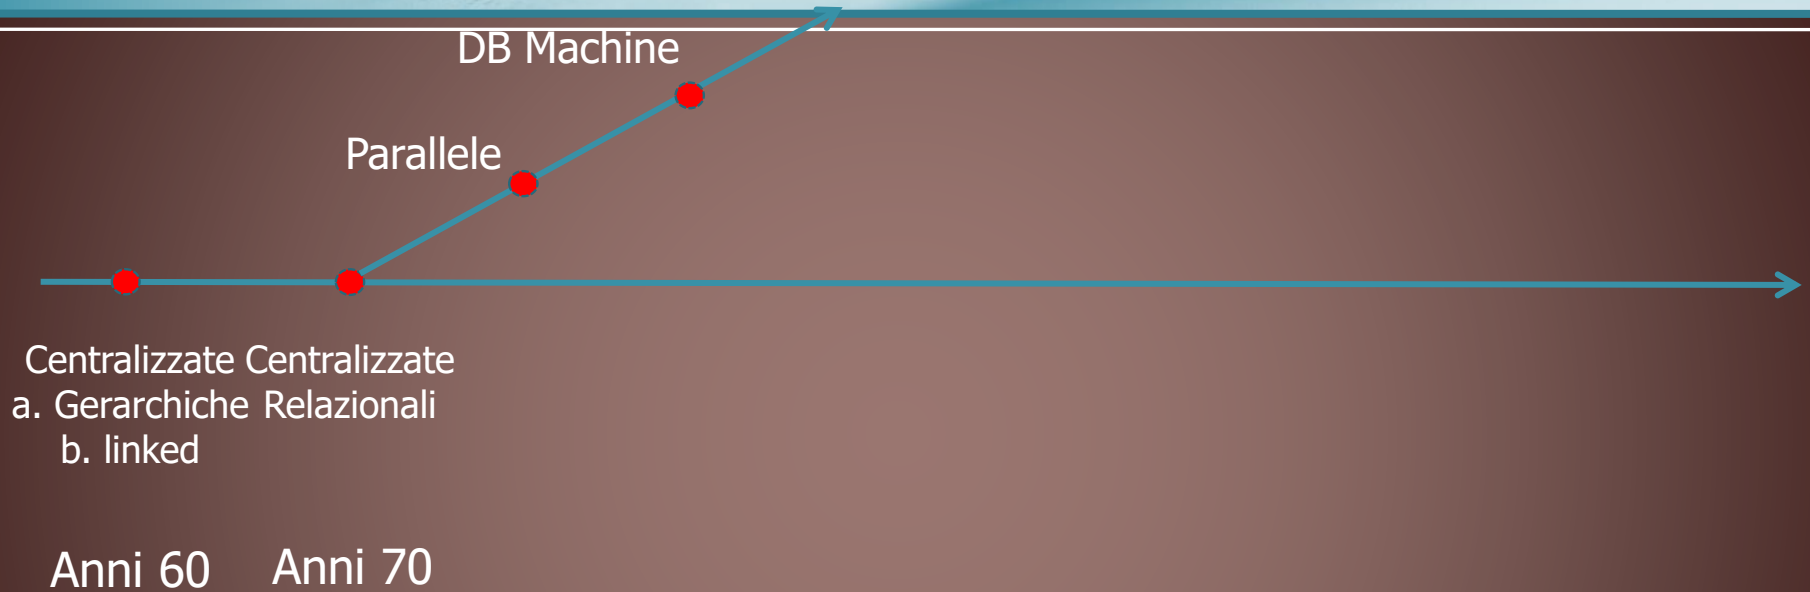 DB Machine
Parallele
Centralizzate Centralizzate
a. Gerarchiche Relazionali
b. linked
Anni 60 Anni 70